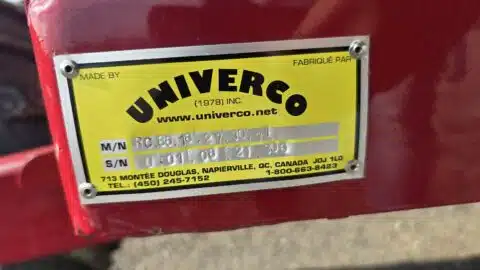 MADE BY FABRIQUÉ PAR
UNIVERCO
(1978) INC.
www.univerco.net
M/N
S/N
713 MONTÉE DOUGLAS, NAPIERVILLE, QC, CANADA J0J 1L0
TEL.: (450) 245-7152 1-800-663-8423